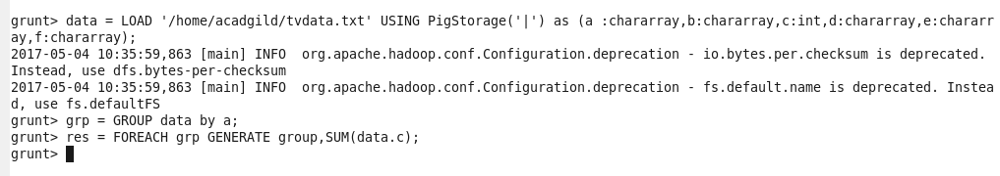 grunt> data = LOAD '/home/acadgild/tvdata.txt' USING PigStorage('|') as (a :chararray,b:chararray,c:int,d:chararray,e:chararr
ay,f:chararray);
2017-05-04 10:35:59,863 [main] INFO  org.apache.hadoop.conf.Configuration.deprecation - io.bytes.per.checksum is deprecated.
Instead, use dfs.bytes-per-checksum
2017-05-04 10:35:59,863 [main] INFO  org.apache.hadoop.conf.Configuration.deprecation - fs.default.name is deprecated. Instea
d, use fs.defaultFS
grunt> grp = GROUP data by a;
grunt> res = FOREACH grp GENERATE group,SUM(data.c);
grunt>